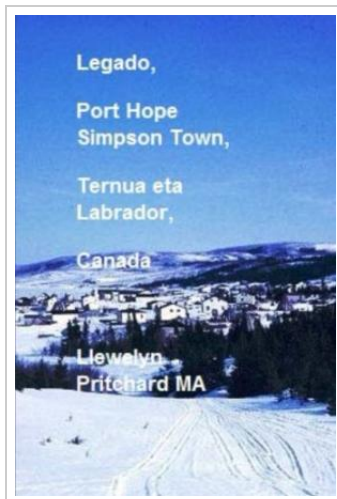 Legado,
Port Hope
Simpson Town,
Ternua eta
Labrador,
Canada
Llewelyn
Pritchard MA